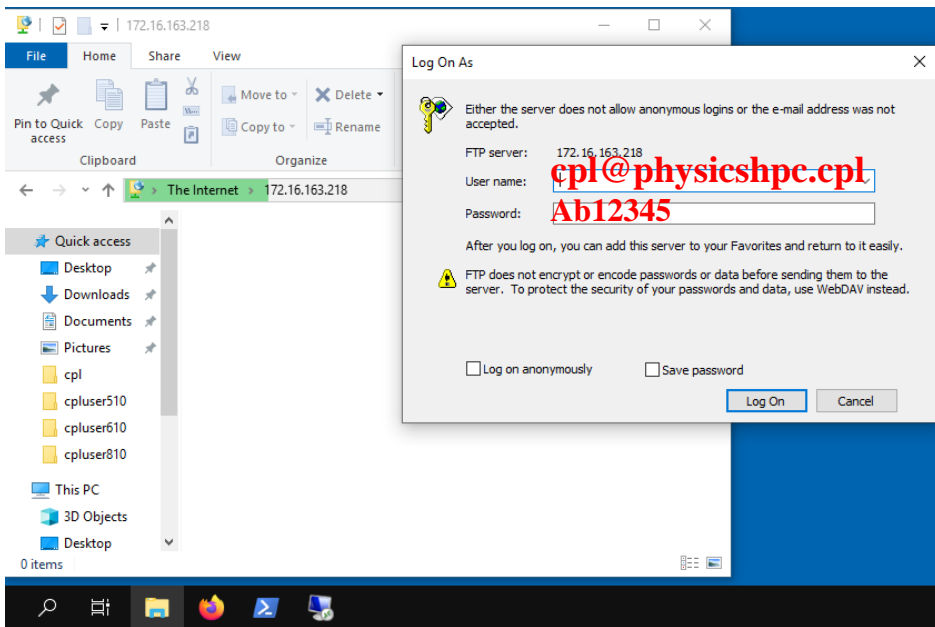 172.16.163.218
File Home Share View
Pin to Quick access
Copy
Paste
Move to
Copy to
Delete
Rename
Clipboard
Organize
The Internet > 172.16.163.218
Quick access
Desktop
Downloads
Documents
Pictures
cpl
cpluser510
cpluser610
cpluser810
This PC
3D Objects
Desktop
0 items
Log On As
Either the server does not allow anonymous logins or the e-mail address was not
accepted.
FTP server: 172.16.163.218
User name: cpl@physicshpc.cpl
Password: Ab12345
After you log on, you can add this server to your Favorites and return to it easily.
FTP does not encrypt or encode passwords or data before sending them to the
server. To protect the security of your passwords and data, use WebDAV instead.
Log on anonymously
Save password
Log On
Cancel